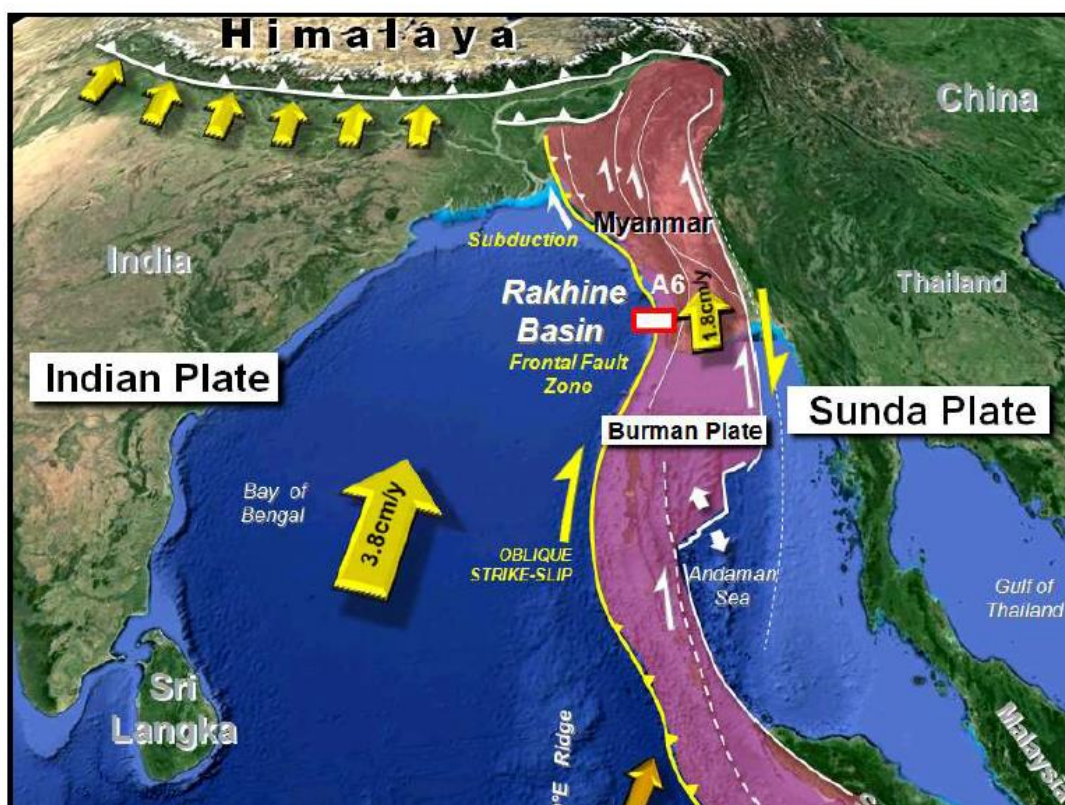 Himalaya
China
Myanmar
Subduction
India
Thailand
A6
1.8cm/y
Rakhine
Basin
Frontal Fault
Zone
Indian Plate
Sunda Plate
Burman Plate
Bay of
Bengal
3.8cm/y
OBLIQUE
STRIKE-SLIP
Andaman
Sea
Gulf of
Thailand
Sri
Langka
°E Ridge
Malaysia